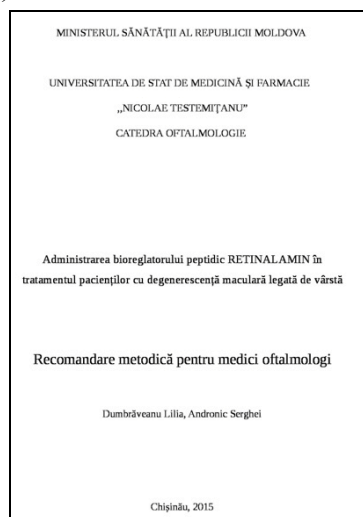 MINISTERUL SĂNĂTĂȚII AL REPUBLICII MOLDOVA
UNIVERSITATEA DE STAT DE MEDICINĂ ȘI FARMACIE
,,NICOLAE TESTEMIȚANU”
CATEDRA OFTALMOLOGIE
Administrarea bioreglatorului peptidic RETINALAMIN în
tratamentul pacienților cu degenerescență maculară legată de vârstă
Recomandare metodică pentru medici oftalmologi
Dumbrăveanu Lilia, Andronic Serghei
Chișinău, 2015